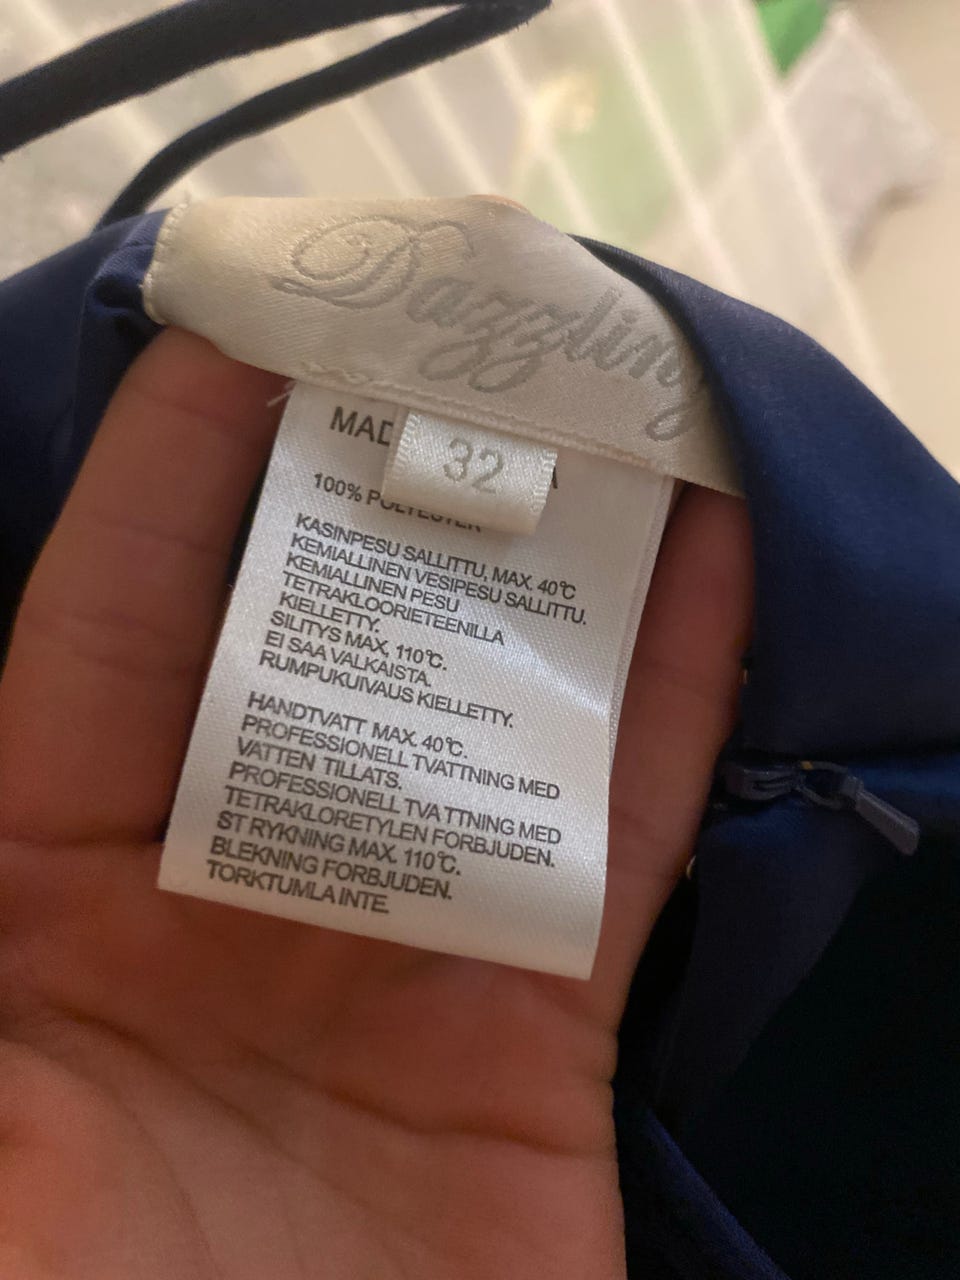 Dazzling
32
100% POLYESTER
KÄSINPESU SALLITTU, MAX. 40°C
KEMIALLINEN VESIPESU SALLITTU.
KEMIALLINEN PESU
TETRAKLOORIETEENILLA
KIELLETTY.
SILITYS MAX, 110°C.
EI SAA VALKAISTA.
RUMPUKUIVAUS KIELLETTY.
HANDTVATT MAX. 40°C.
PROFESSIONELL TVATTNING MED
VATTEN TILLATS.
PROFESSIONELL TVA TTNING MED
TETRAKLORETYLEN FORBJUDEN.
ST RYKNING MAX. 110°C.
BLEKNING FORBJUDEN.
TORKTUMLA INTE.